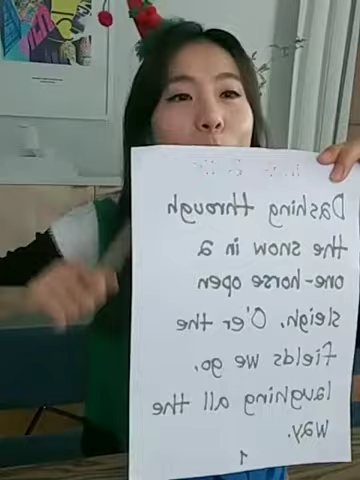 Dashing through
the snow in a
one-horse open
sleigh, O'er the
fields we go,
laughing all the
way.
1